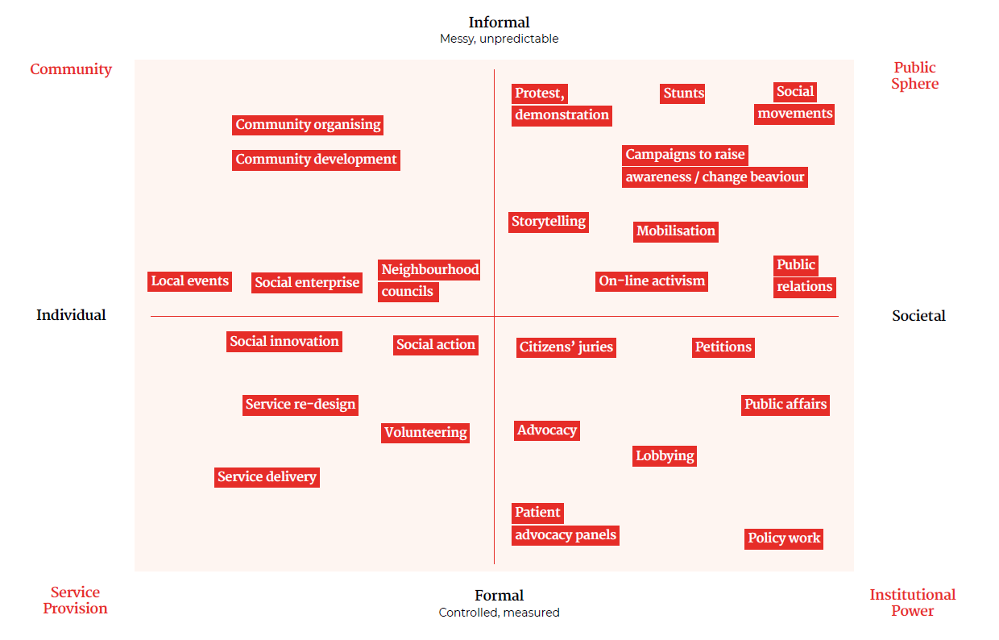 Informal
Messy, unpredictable
Community
Public
Sphere
Protest,
demonstration
Stunts
Social
movements
Community organising
Community development
Campaigns to raise
awareness / change beaviour
Storytelling
Mobilisation
Local events
Social enterprise
Neighbourhood
councils
On-line activism
Public
relations
Individual
Societal
Social innovation
Social action
Citizens’ juries
Petitions
Service re-design
Volunteering
Public affairs
Advocacy
Lobbying
Service delivery
Patient
advocacy panels
Policy work
Service
Provision
Formal
Controlled, measured
Institutional
Power